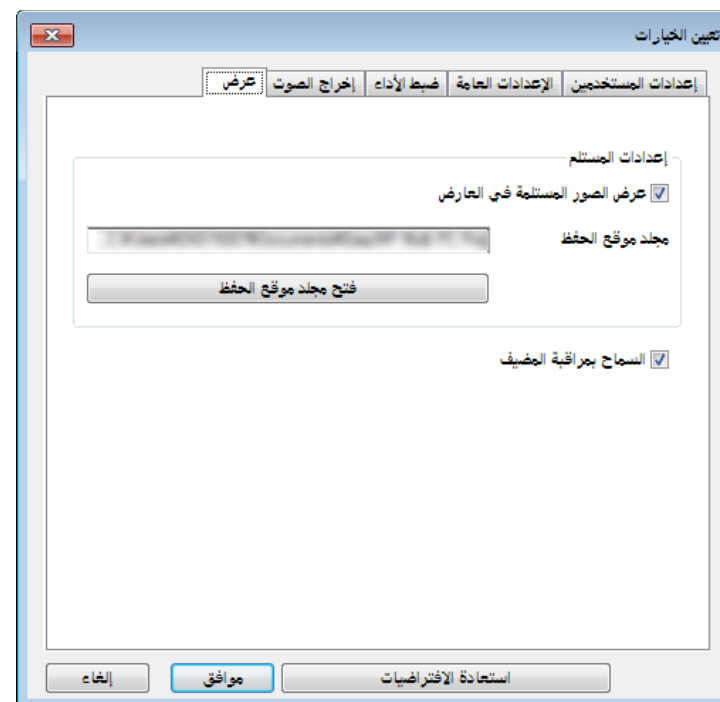 تعيين الخيارات
إعدادات المستخدمين الإعدادات العامة ضبط الأداء إخراج الصوت عرض
إعدادات المستلم
عرض الصور المستلمة في العارض
مجلد موقع الحفظ
فتح مجلد موقع الحفظ
السماح بمراقبة المضيف
استعادة الافتراضيات موافق إلغاء